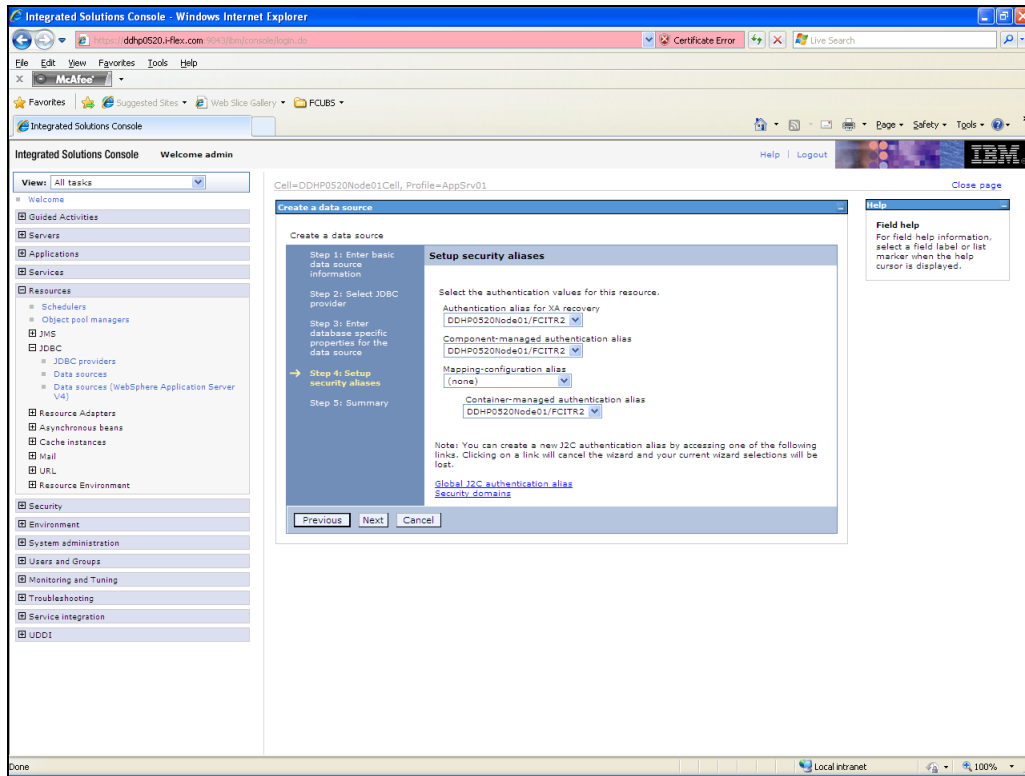 Integrated Solutions Console - Windows Internet Explorer
https://ddhp0520.i-flex.com:9043/ibm/console/login.do
Certificate Error
Live Search
File Edit View Favorites Tools Help
McAfee
Favorites
Suggested Sites
Web Slice Gallery
FCUBS
Integrated Solutions Console
Page Safety Tools
Integrated Solutions Console Welcome admin
Help | Logout
IBM.
View: All tasks
Welcome
Guided Activities
Servers
Applications
Services
Resources
Schedulers
Object pool managers
JMS
JDBC
JDBC providers
Data sources
Data sources (WebSphere Application Server
V4)
Resource Adapters
Asynchronous beans
Cache instances
Mail
URL
Resource Environment
Security
Environment
System administration
Users and Groups
Monitoring and Tuning
Troubleshooting
Service integration
UDDI
Cell=DDHP0520Node01Cell, Profile=AppSrv01
Close page
Create a data source
Create a data source
Step 1: Enter basic
data source
information
Step 2: Select JDBC
provider
Step 3: Enter
database specific
properties for the
data source
Step 4: Setup
security aliases
Step 5: Summary
Setup security aliases
Select the authentication values for this resource.
Authentication alias for XA recovery
DDHP0520Node01/FCITR2
Component-managed authentication alias
DDHP0520Node01/FCITR2
Mapping-configuration alias
(none)
Container-managed authentication alias
DDHP0520Node01/FCITR2
Note: You can create a new J2C authentication alias by accessing one of the following
links. Clicking on a link will cancel the wizard and your current wizard selections will be
lost.
Global J2C authentication alias
Security domains
Previous Next Cancel
Help
Field help
For field help information,
select a field label or list
marker when the help
cursor is displayed.
Done
Local intranet
100%